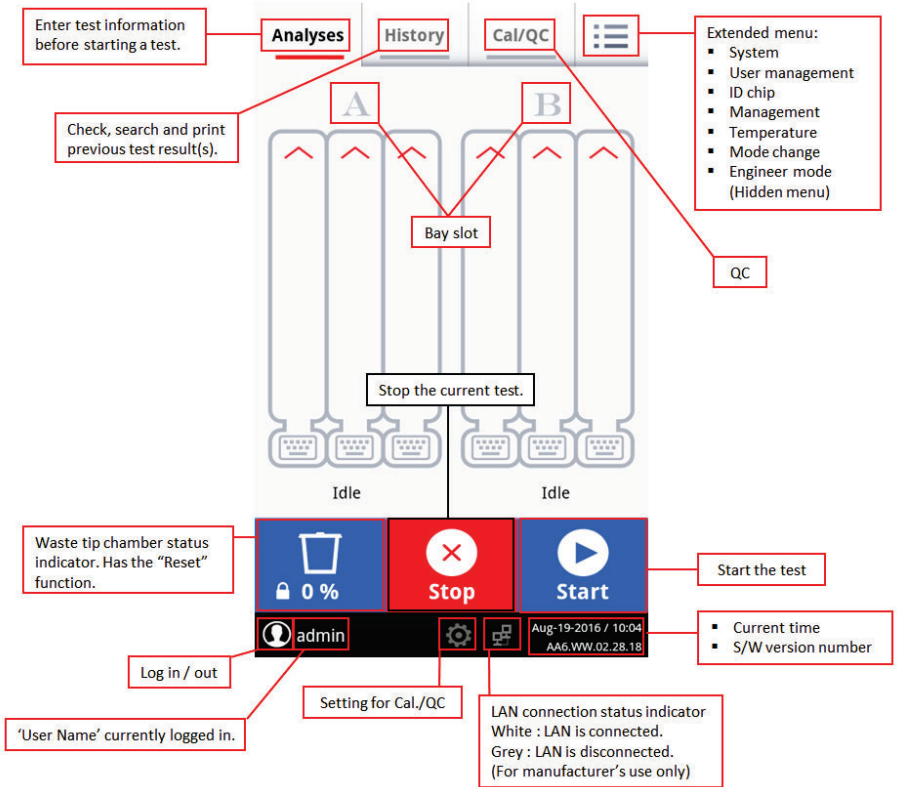 Enter test information
before starting a test.
Analyses
History
Cal/QC
Extended menu:
▪ System
▪ User management
▪ ID chip
▪ Management
▪ Temperature
▪ Mode change
▪ Engineer mode
(Hidden menu)
Check, search and print
previous test result(s).
A
B
Bay slot
QC
Stop the current test.
Idle
Idle
Waste tip chamber status
indicator. Has the “Reset”
function.
0 %
Stop
Start
Start the test
admin
Aug-19-2016 / 10:04
AA6.WW.02.28.18
▪ Current time
▪ S/W version number
Log in / out
Setting for Cal./QC
‘User Name’ currently logged in.
LAN connection status indicator
White : LAN is connected.
Grey : LAN is disconnected.
(For manufacturer’s use only)